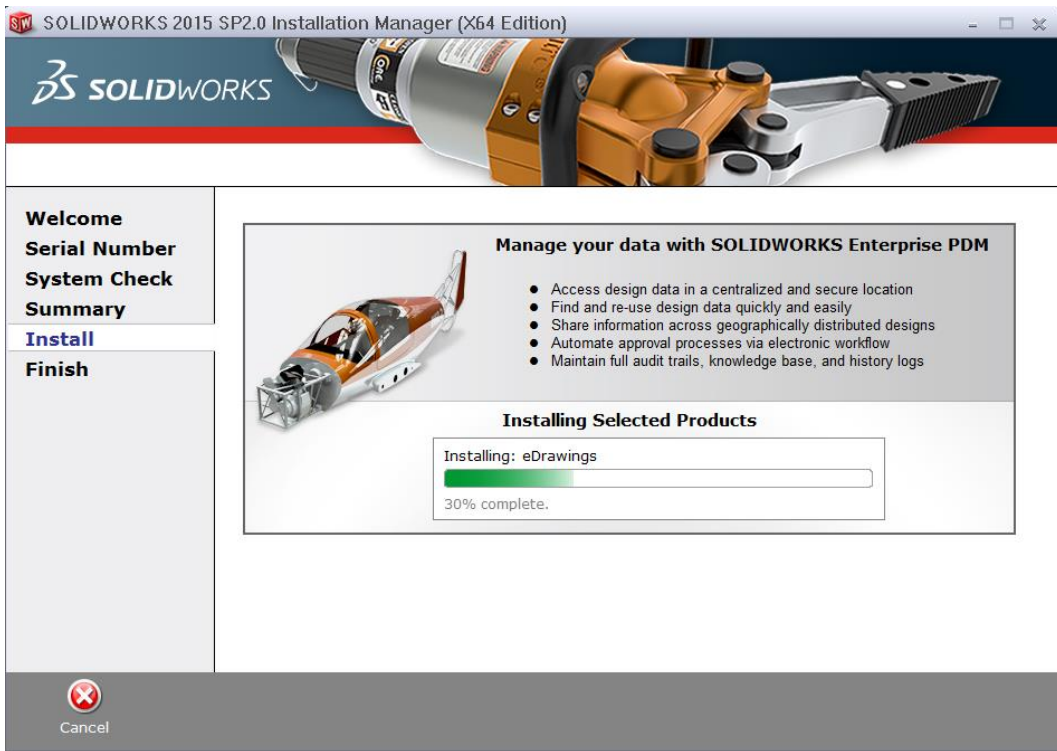 SOLIDWORKS 2015 SP2.0 Installation Manager (X64 Edition)
SOLIDWORKS
Welcome
Serial Number
System Check
Summary
Install
Finish
Manage your data with SOLIDWORKS Enterprise PDM
● Access design data in a centralized and secure location
● Find and re-use design data quickly and easily
● Share information across geographically distributed designs
● Automate approval processes via electronic workflow
● Maintain full audit trails, knowledge base, and history logs
Installing Selected Products
Installing: eDrawings
30% complete.
Cancel